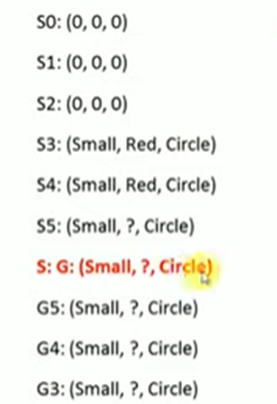 S0: (0, 0, 0)
S1: (0, 0, 0)
S2: (0, 0, 0)
S3: (Small, Red, Circle)
S4: (Small, Red, Circle)
S5: (Small, ?, Circle)
S: G: (Small, ?, Circle)
G5: (Small, ?, Circle)
G4: (Small, ?, Circle)
G3: (Small, ?, Circle)